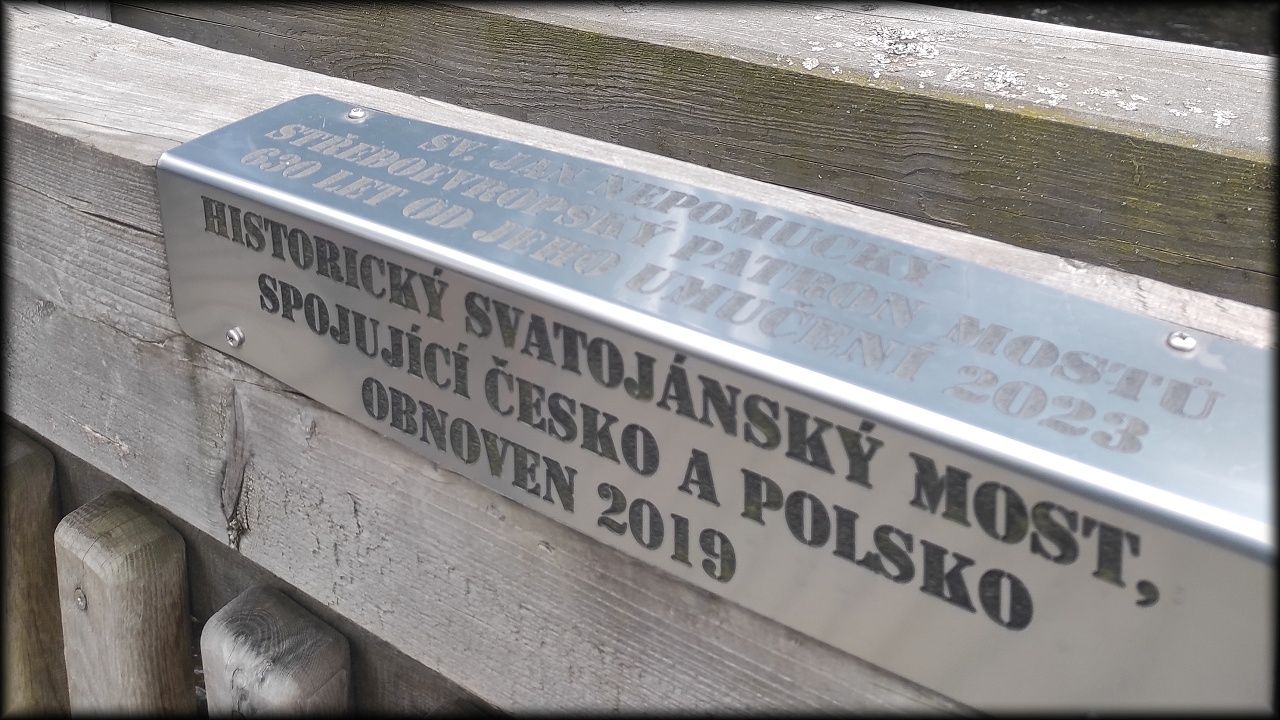 SV. JAN NEPOMUCKÝ
STŘEDOEVROPSKÝ PATRON MOSTŮ
630 LET OD JEHO UMUČENÍ 2023
HISTORICKÝ SVATOJÁNSKÝ MOST,
SPOJUJÍCÍ ČESKO A POLSKO
OBNOVEN 2019